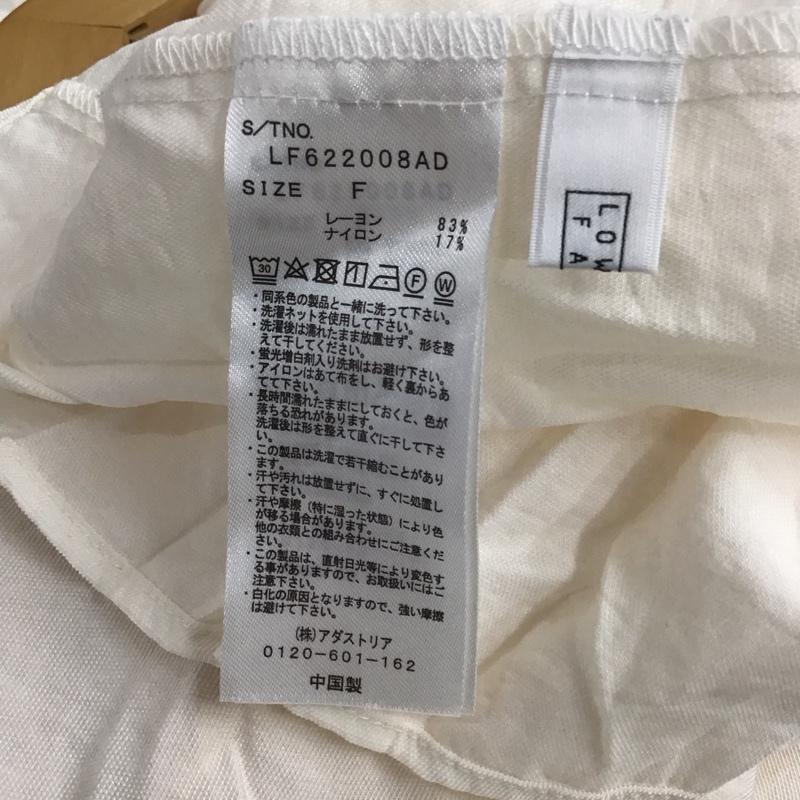 S/TNO.
LF622008AD
SIZE F
レーヨン 83%
ナイロン 17%
30
F W
・同系色の製品と一緒に洗って下さい。
・洗濯ネットを使用して下さい。
・洗濯後は濡れたまま放置せず、形を整
えて干してください。
・蛍光増白剤入り洗剤はお避け下さい。
・アイロンはあて布をし、軽く裏からあ
てて下さい。
・長時間濡れたままにしておくと、色が
落ちる恐れがあります。
洗濯後は形を整えて直ぐに干して下さ
い。
・この製品は洗濯で若干縮むことがあり
ます。
・汗や汚れは放置せずに、すぐに処置し
て下さい。
・汗や摩擦（特に湿った状態）により色
が移る場合があります。
他の衣類との組み合わせにご注意くだ
さい。
・この製品は、直射日光等により変色す
る事がありますので、お取扱いにはご
注意下さい。
・白化の原因となりますので、強い摩擦
は避けて下さい。
(株)アダストリア
0120-601-162
中国製
LOW
FA